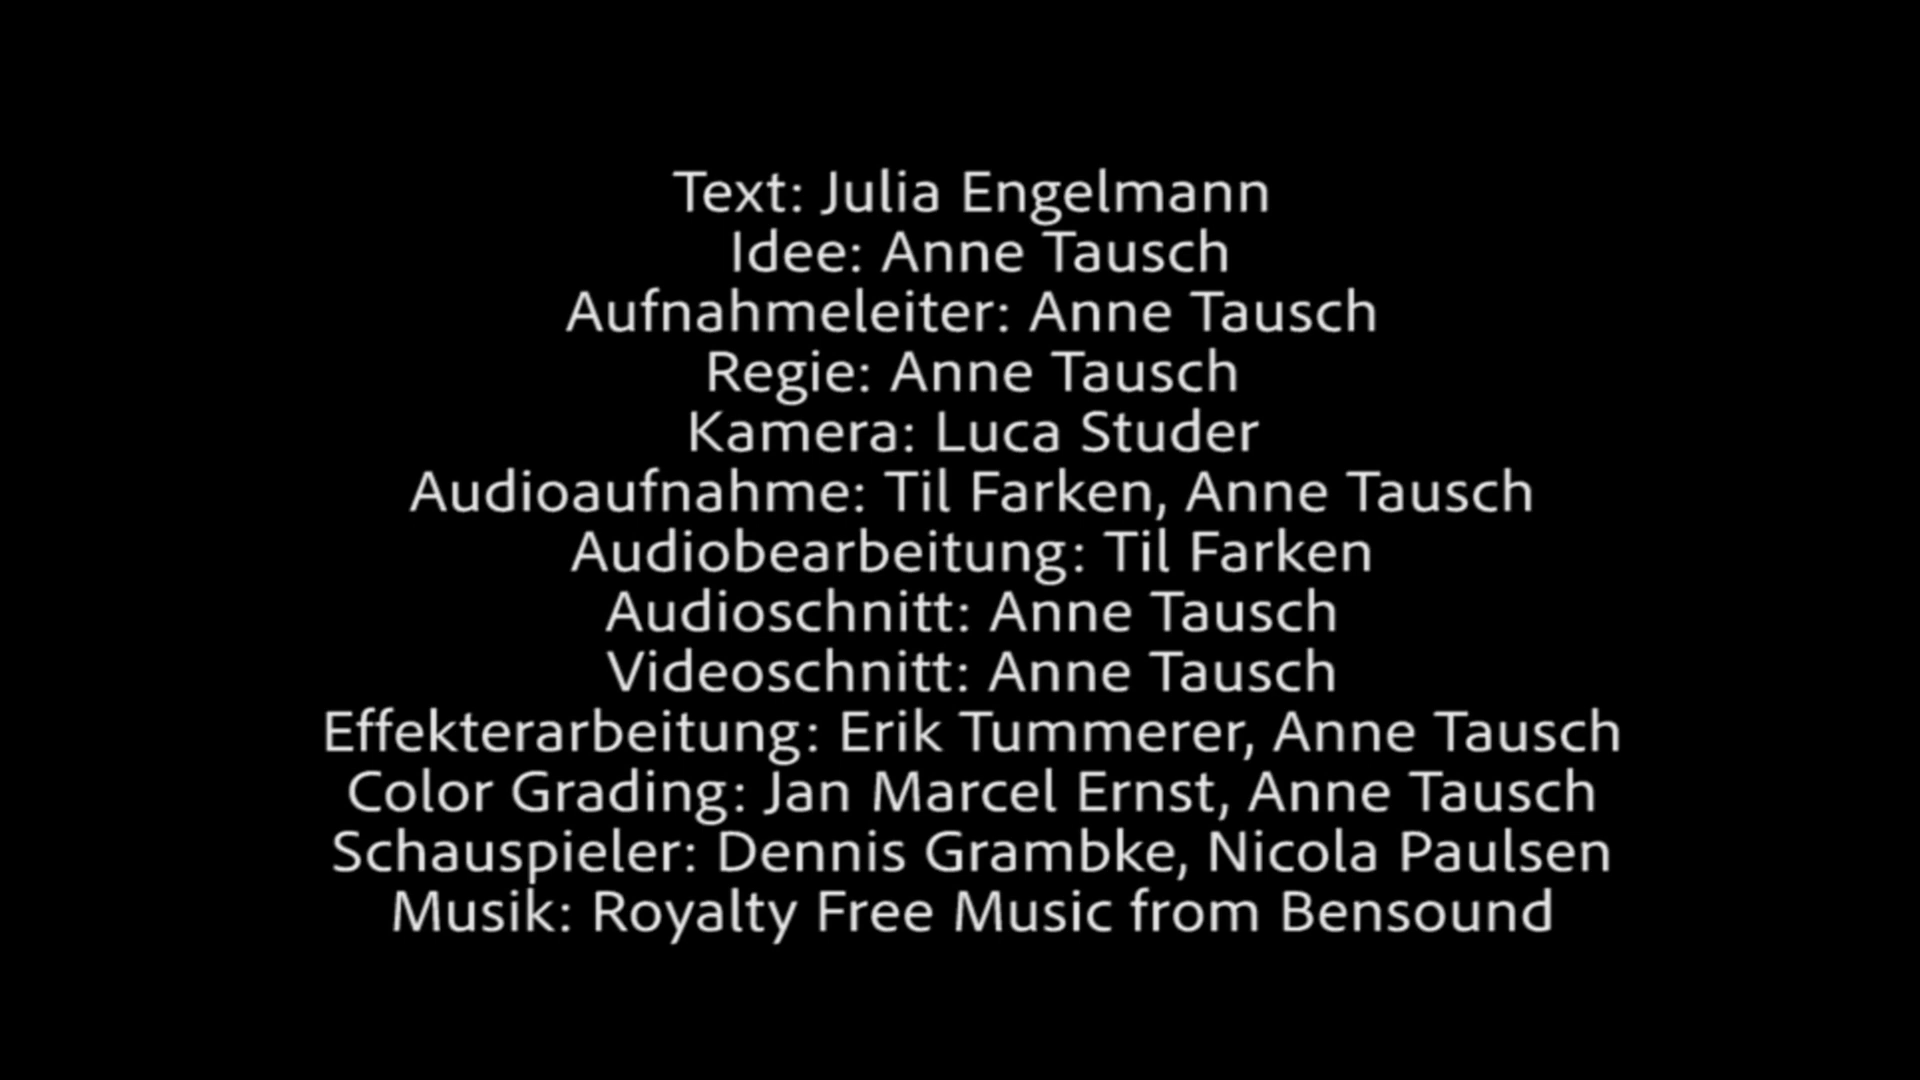 Text: Julia Engelmann
Idee: Anne Tausch
Aufnahmeleiter: Anne Tausch
Regie: Anne Tausch
Kamera: Luca Studer
Audioaufnahme: Til Farken, Anne Tausch
Audiobearbeitung: Til Farken
Audioschnitt: Anne Tausch
Videoschnitt: Anne Tausch
Effekterarbeitung: Erik Tummerer, Anne Tausch
Color Grading: Jan Marcel Ernst, Anne Tausch
Schauspieler: Dennis Grambke, Nicola Paulsen
Musik: Royalty Free Music from Bensound